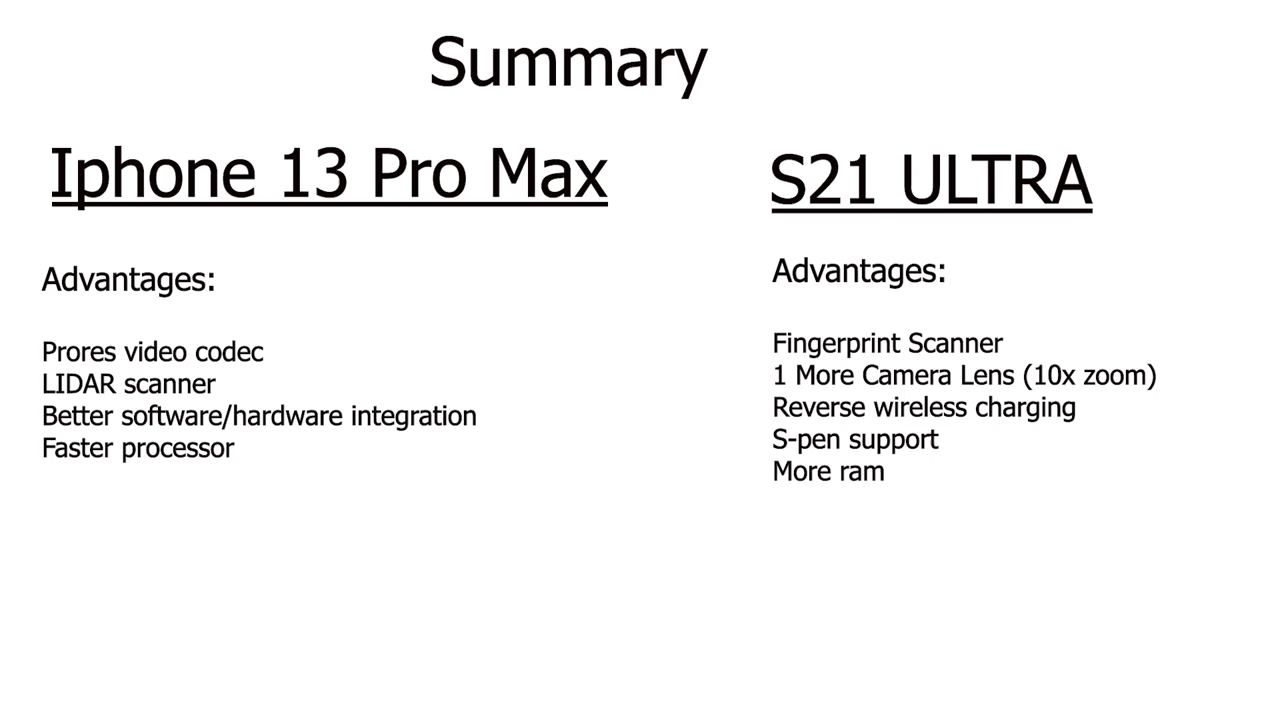 Summary
Iphone 13 Pro Max
Advantages:
Prores video codec
LIDAR scanner
Better software/hardware integration
Faster processor
S21 ULTRA
Advantages:
Fingerprint Scanner
1 More Camera Lens (10x zoom)
Reverse wireless charging
S-pen support
More ram